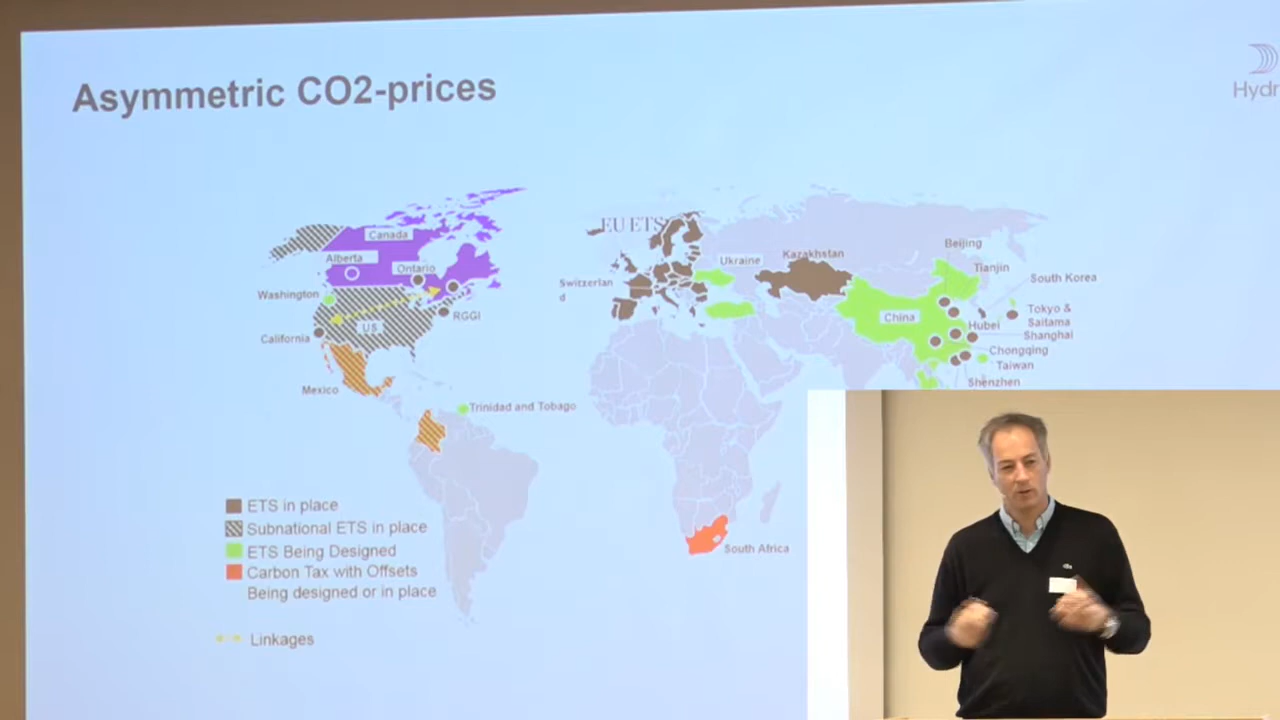 Asymmetric CO2-prices
Hydr
EU ETS
Canada
Alberta
Ontario
Washington
US
RGGI
California
Mexico
Trinidad and Tobago
Switzerlan
d
Ukraine
Kazakhstan
Beijing
Tianjin
South Korea
China
Tokyo &
Saitama
Hubei
Shanghai
Chongqing
Taiwan
Shenzhen
South Africa
ETS in place
Subnational ETS in place
ETS Being Designed
Carbon Tax with Offsets
Being designed or in place
Linkages